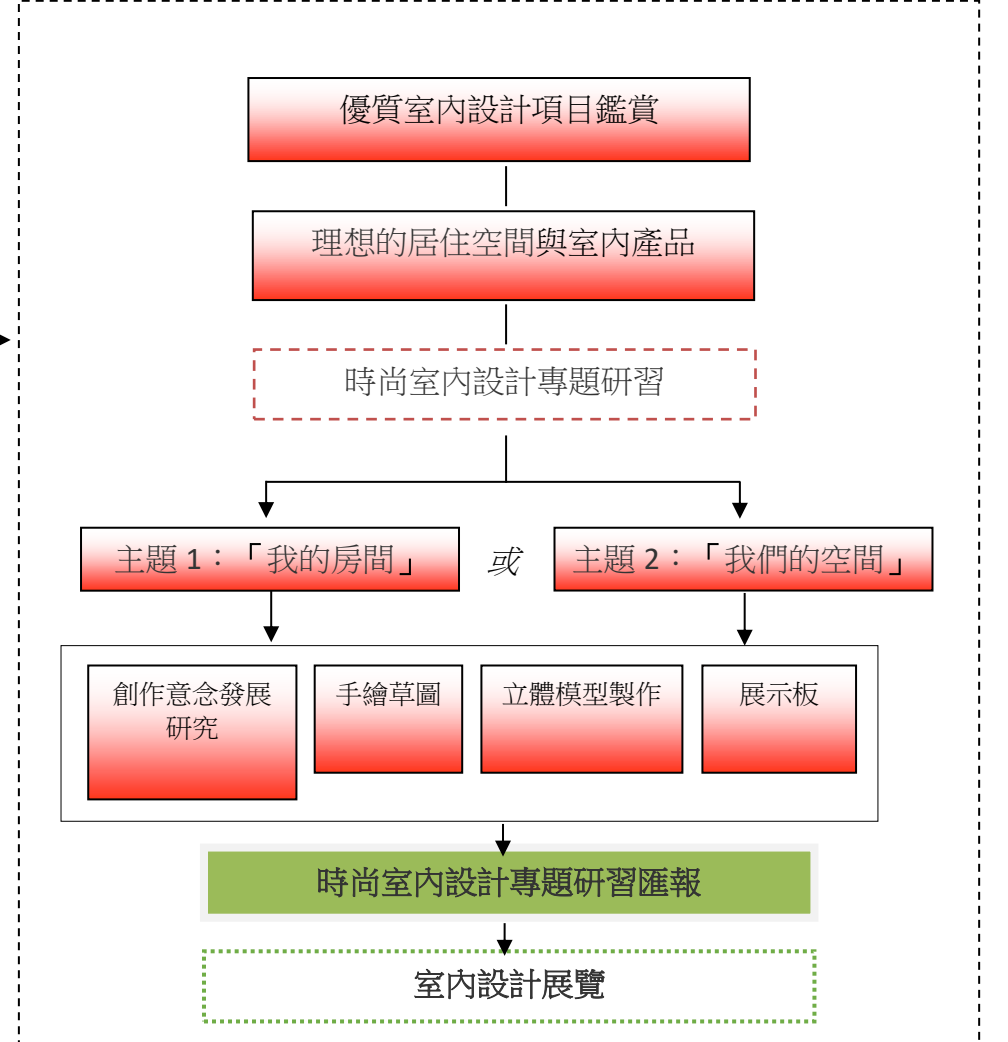 優質室內設計項目鑑賞
理想的居住空間與室內產品
時尚室內設計專題研習
主題 1：「我的房間」
或
主題 2：「我們的空間」
創作意念發展
研究
手繪草圖
立體模型製作
展示板
時尚室內設計專題研習匯報
室內設計展覽